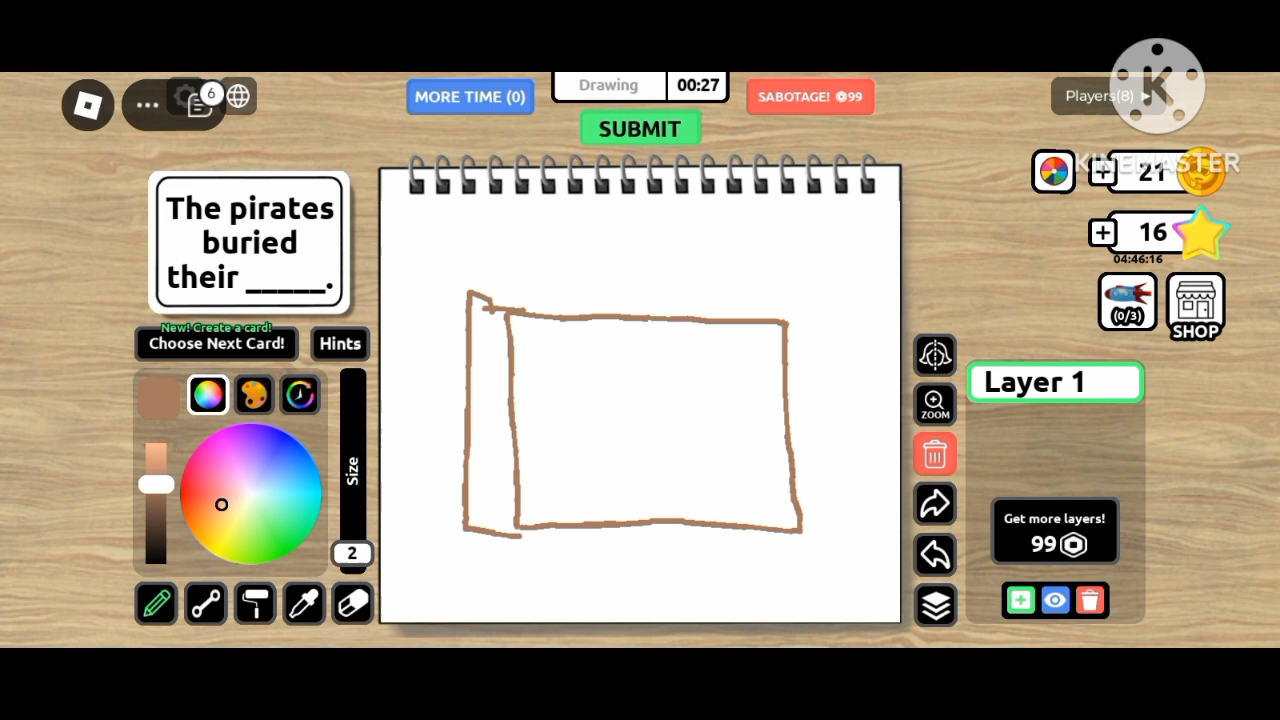 MORE TIME (0)
Drawing
00:27
SABOTAGE! 99
Players(8)
6
SUBMIT
K
KINEMASTER
21
16
04:46:16
(0/3)
SHOP
The pirates
buried
their _____.
New! Create a card!
Choose Next Card!
Hints
Size
2
ZOOM
Layer 1
Get more layers!
99